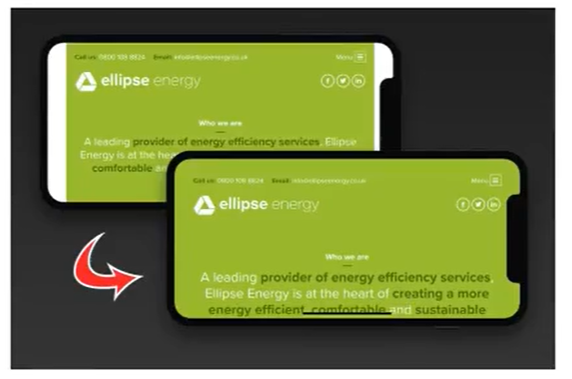 Call us: 0800 108 8824 Email: info@ellipseenergy.co.uk
Menu
ellipse energy
Who we are
A leading provider of energy efficiency services, Ellipse
Energy is at the hea
comfortable an
Call us: 0800 108 8824 Email: info@ellipseenergy.co.uk
Menu
ellipse energy
Who we are
A leading provider of energy efficiency services,
Ellipse Energy is at the heart of creating a more
energy efficient, comfortable and sustainable